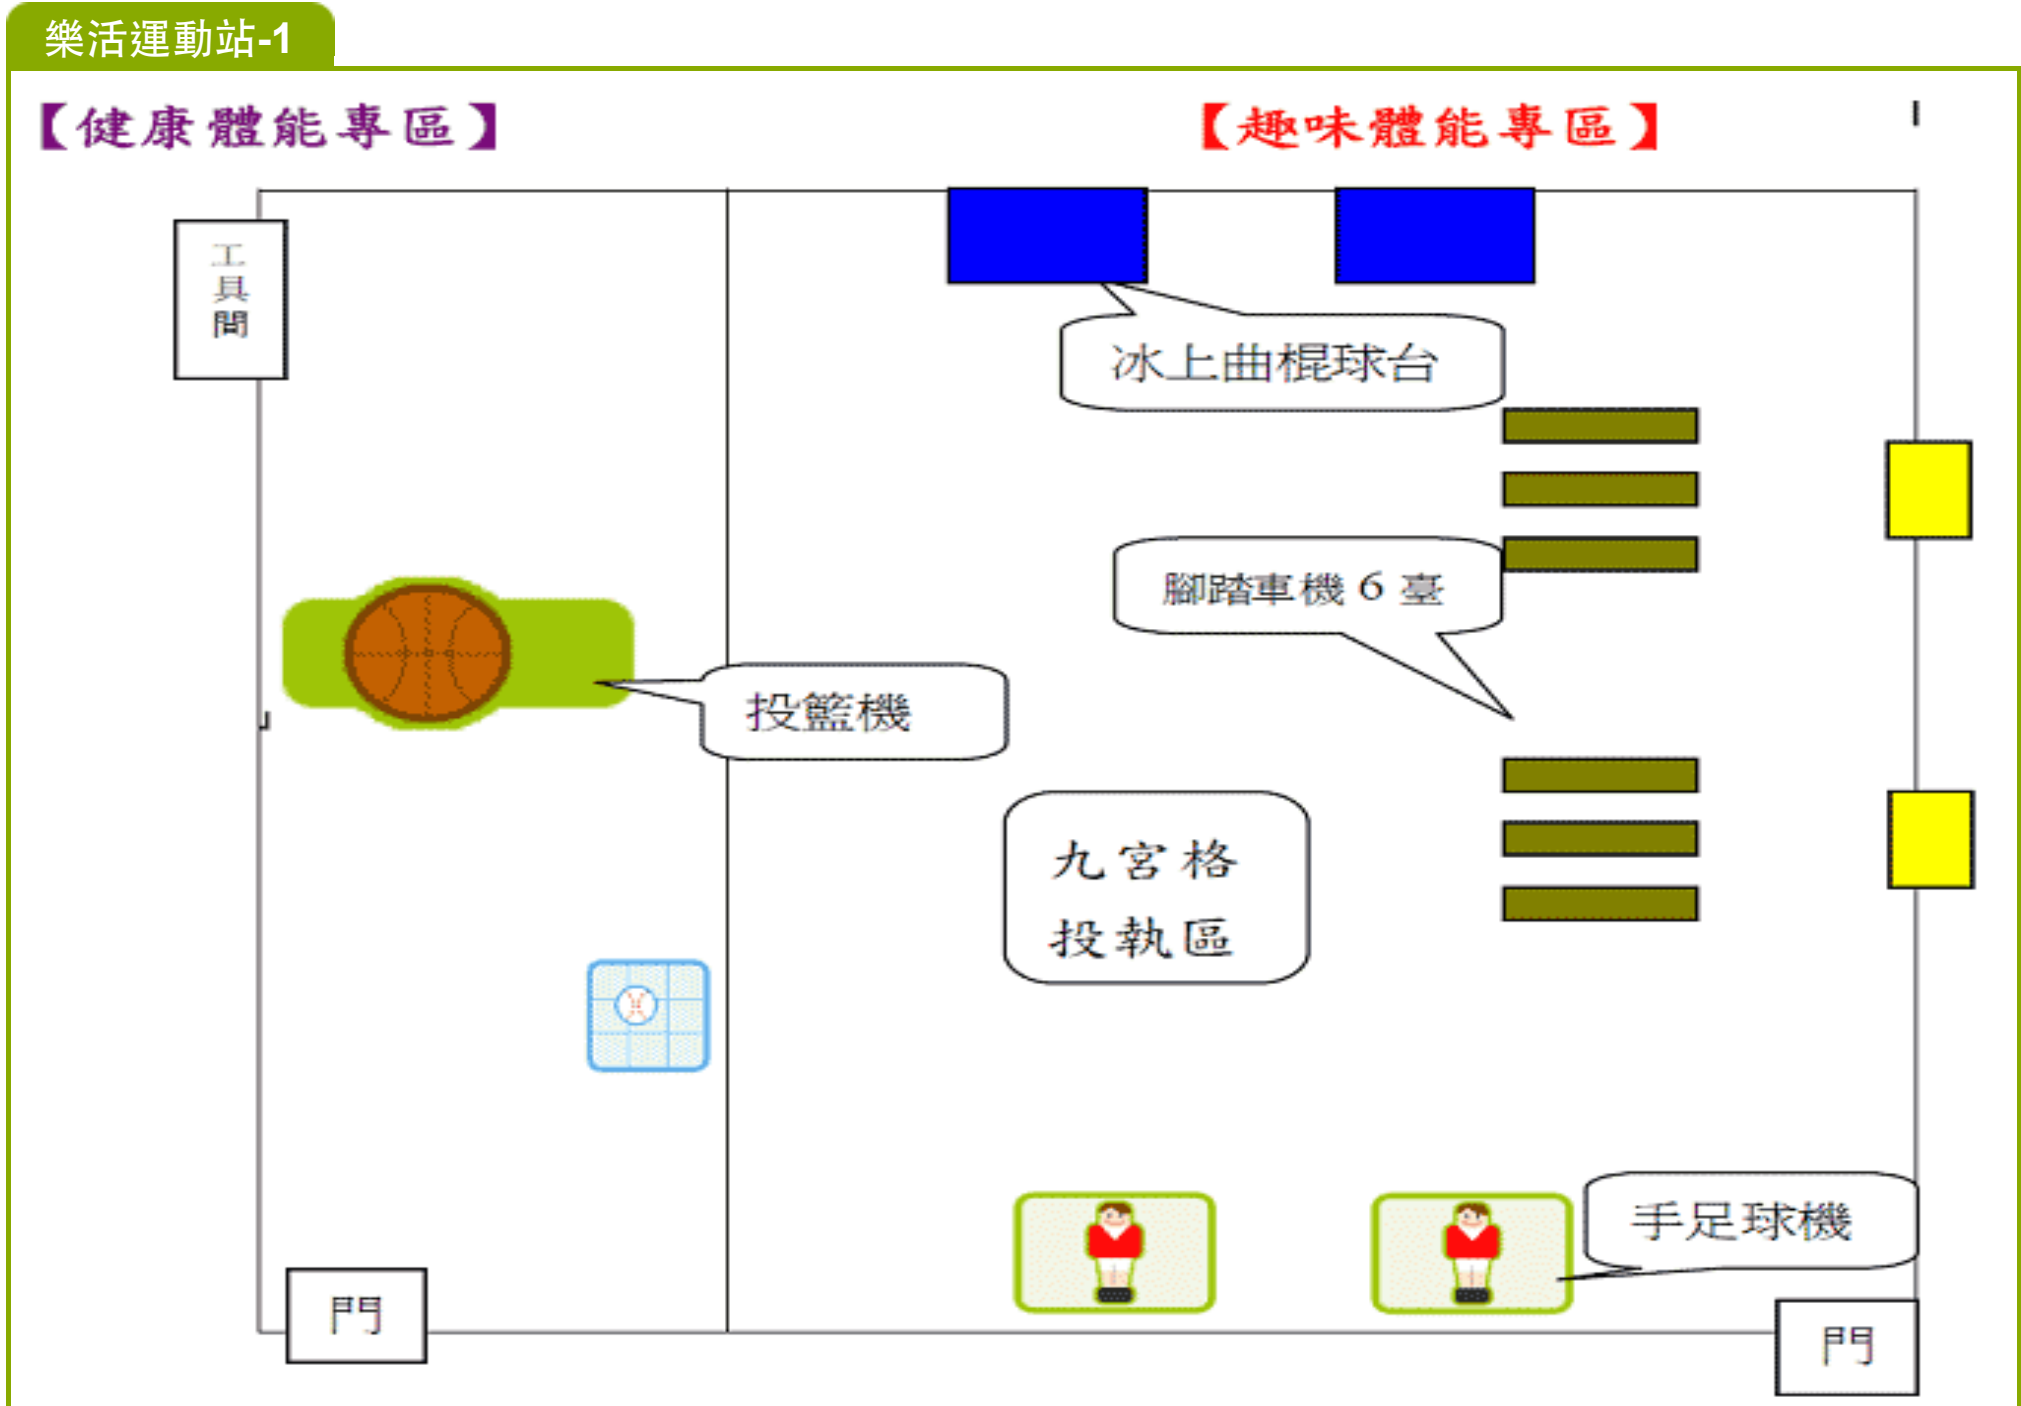 樂活運動站-1
【健康體能專區】
【趣味體能專區】
工
具
間
冰上曲棍球台
腳踏車機 6 臺
投籃機
九宮格
投執區
手足球機
門
門